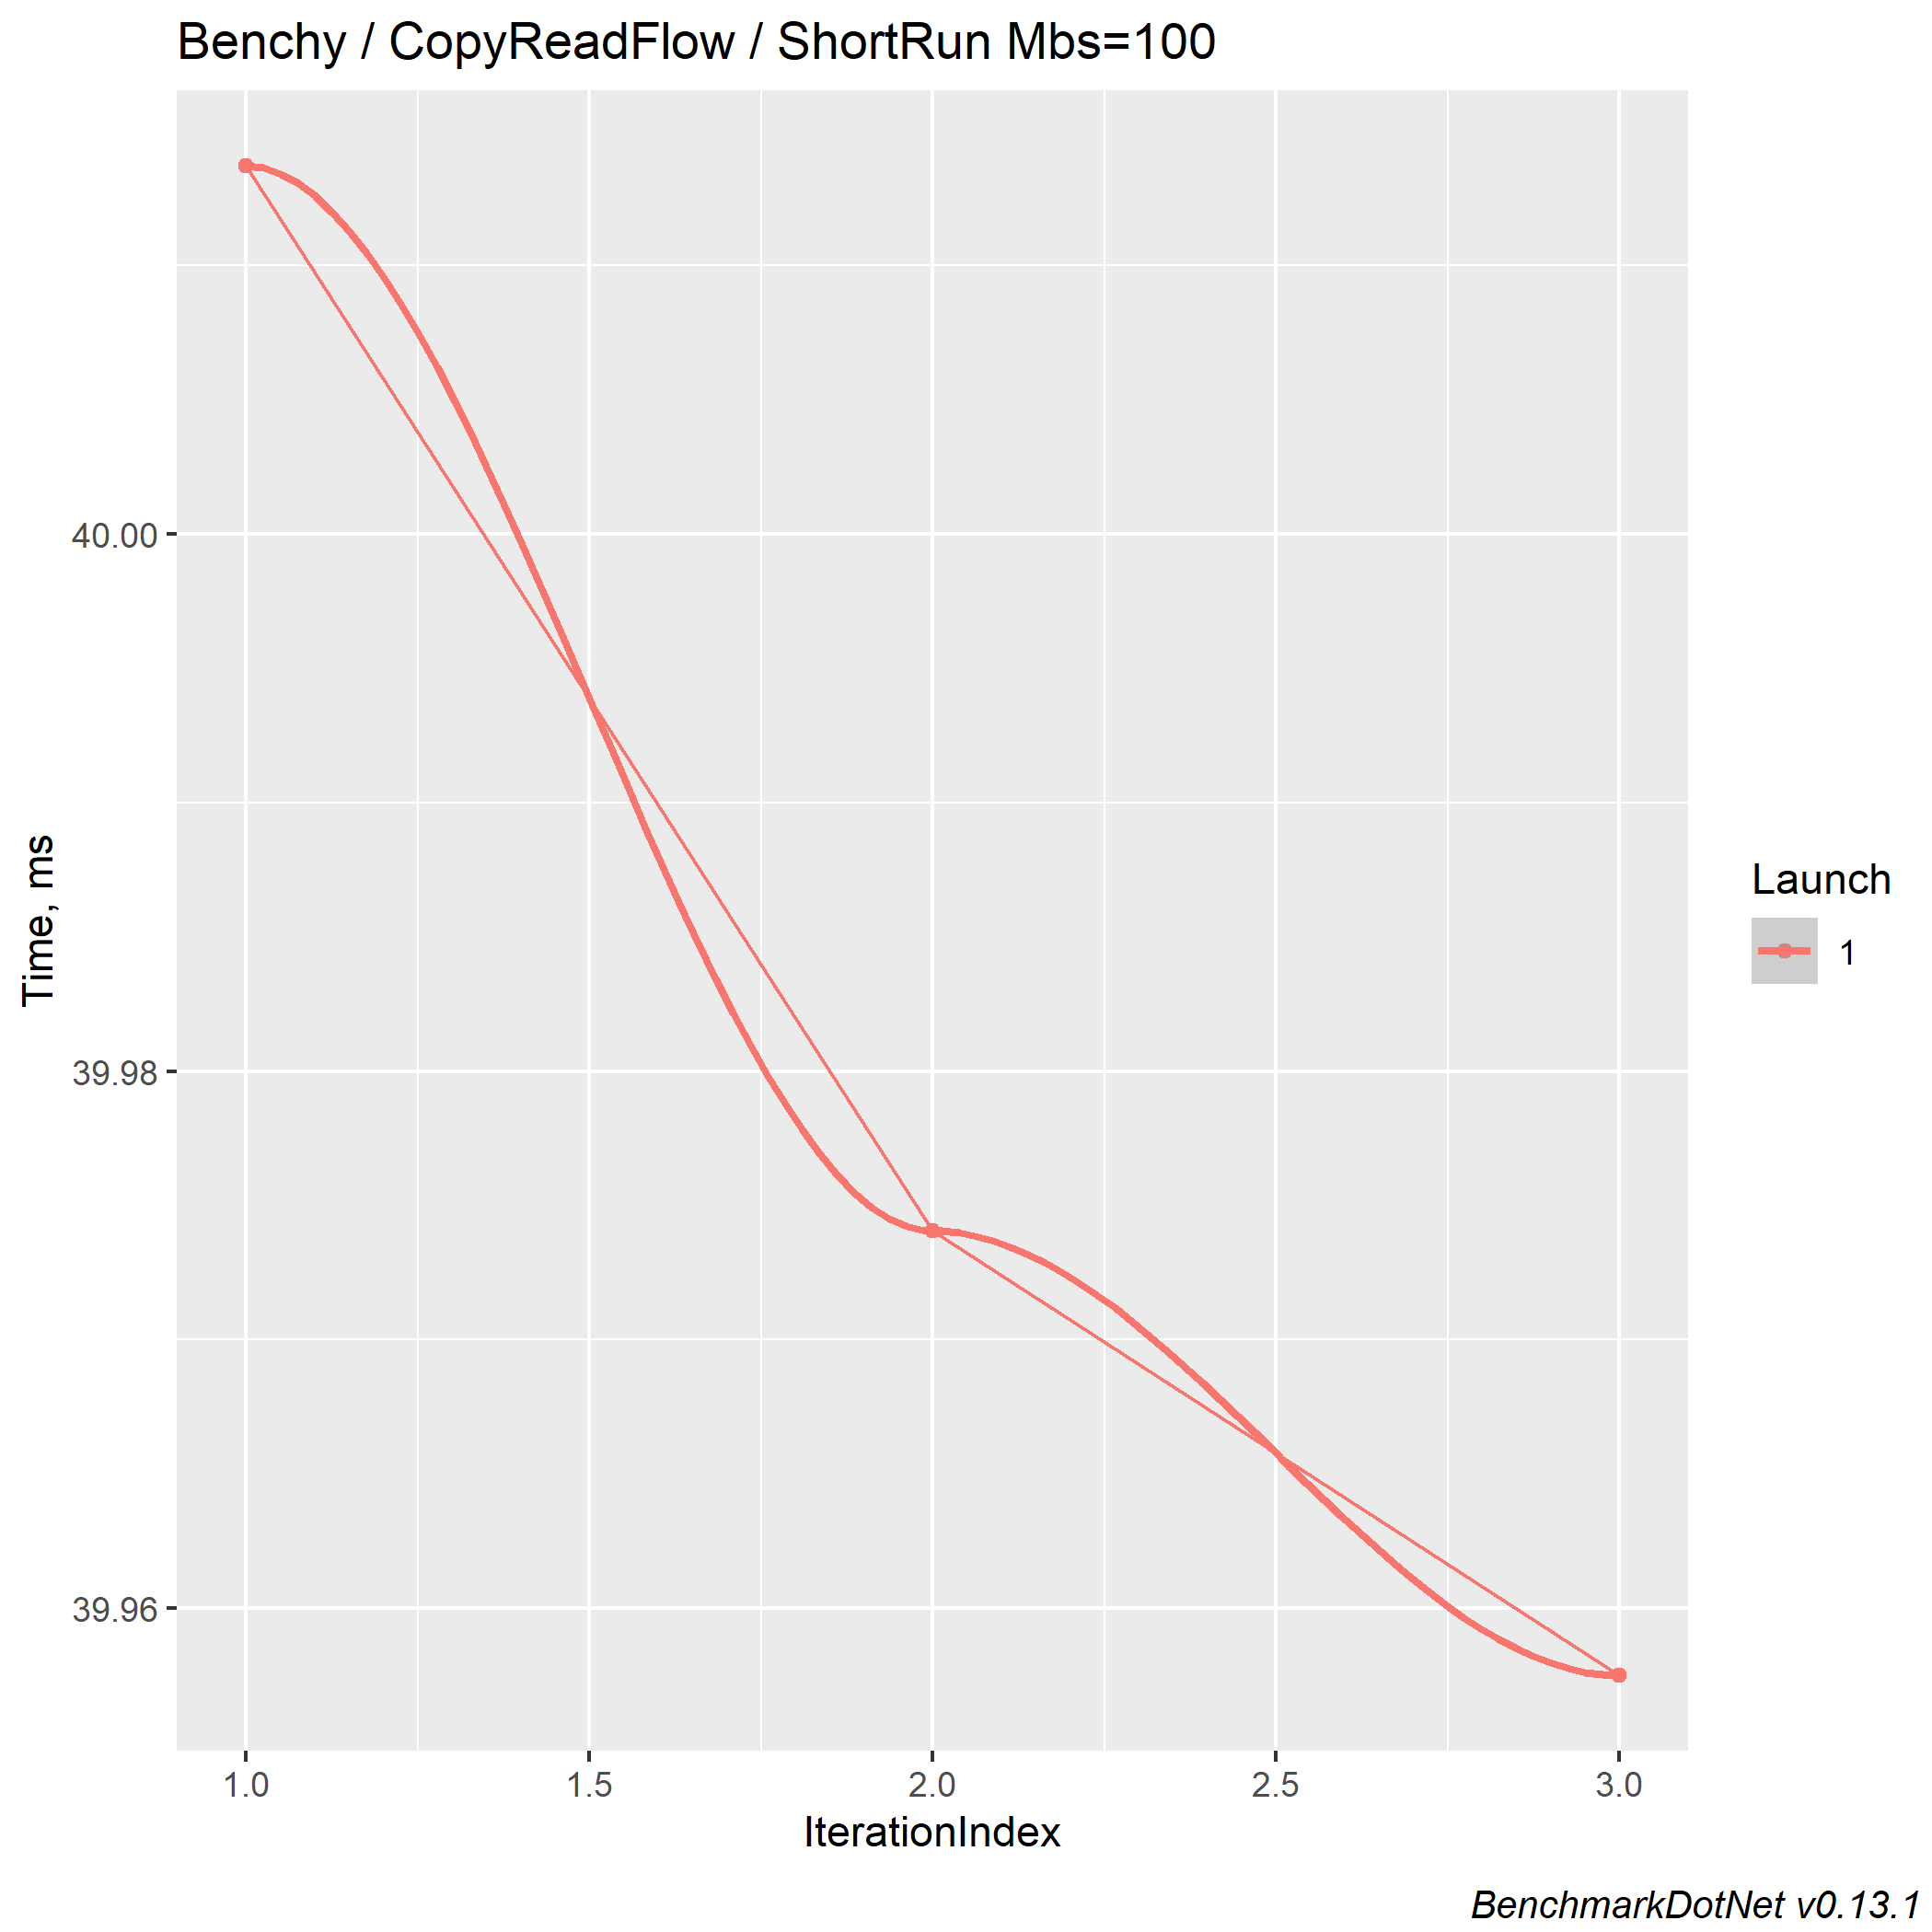 Benchy / CopyReadFlow / ShortRun Mbs=100
Time, ms
40.00
39.98
39.96
1.0 1.5 2.0 2.5 3.0
IterationIndex
Launch
1
BenchmarkDotNet v0.13.1